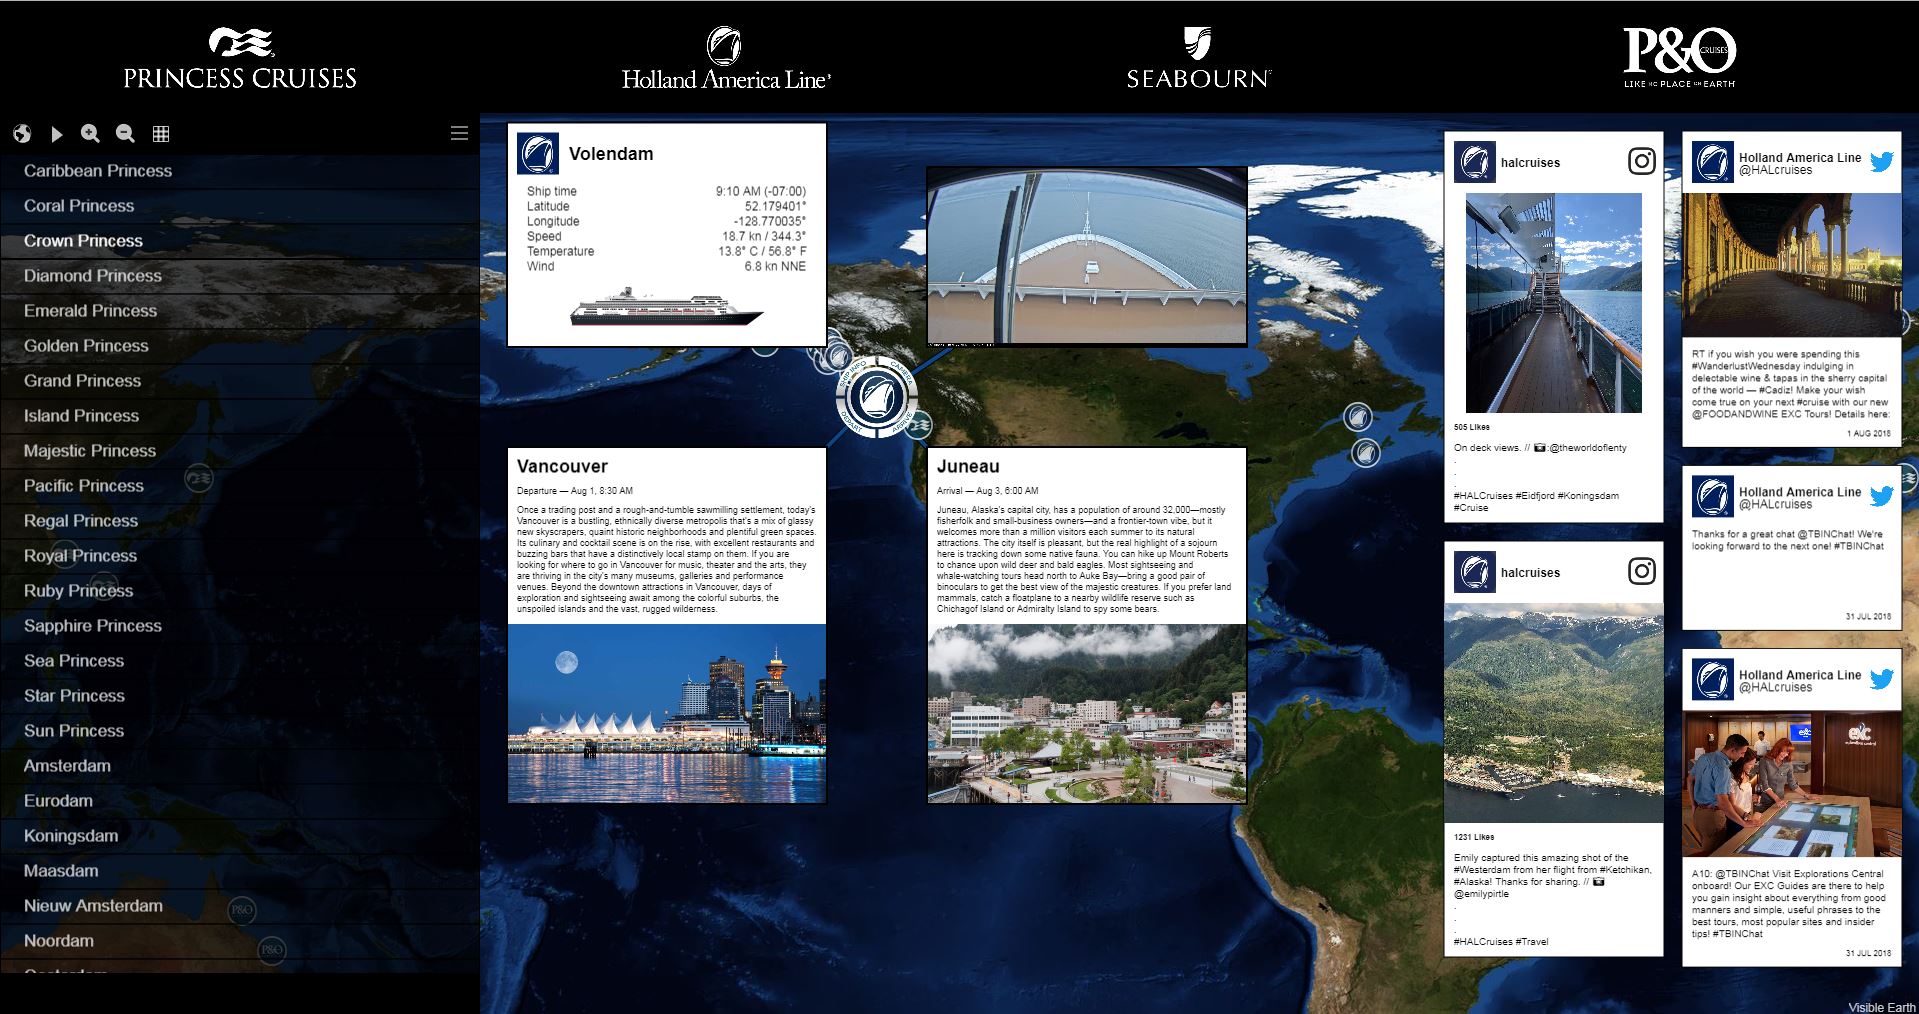 PRINCESS CRUISES
Holland America Line
SEABOURN
P&O
CRUISES
LIKE NO PLACE ON EARTH
Caribbean Princess
Coral Princess
Crown Princess
Diamond Princess
Emerald Princess
Golden Princess
Grand Princess
Island Princess
Majestic Princess
Pacific Princess
Regal Princess
Royal Princess
Ruby Princess
Sapphire Princess
Sea Princess
Star Princess
Sun Princess
Amsterdam
Eurodam
Koningsdam
Maasdam
Nieuw Amsterdam
Noordam
P&O
P&O
Volendam
Ship time 9:10 AM (-07:00)
Latitude 52.179401°
Longitude -128.770035°
Speed 18.7 kn / 344.3°
Temperature 13.8° C / 56.8° F
Wind 6.8 kn NNE
SHIP INFO
CAMERA
DEPART
ARRIVE
Vancouver
Departure — Aug 1, 8:30 AM
Once a trading post and a rough-and-tumble sawmilling settlement, today's
Vancouver is a bustling, ethnically diverse metropolis that's a mix of glassy
new skyscrapers, quaint historic neighborhoods and plentiful green spaces.
Its culinary and cocktail scene is on the rise, with excellent restaurants and
buzzing bars that have a distinctively local stamp on them. If you are
looking for where to go in Vancouver for music, theater and the arts, they
are thriving in the city's many museums, galleries and performance
venues. Beyond the downtown attractions in Vancouver, days of
exploration and sightseeing await among the colorful suburbs, the
unspoiled islands and the vast, rugged wilderness.
Juneau
Arrival — Aug 3, 6:00 AM
Juneau, Alaska's capital city, has a population of around 32,000—mostly
fisherfolk and small-business owners—and a frontier-town vibe, but it
welcomes more than a million visitors each summer to its natural
attractions. The city itself is pleasant, but the real highlight of a sojourn
here is tracking down some native fauna. You can hike up Mount Roberts
to chance upon wild deer and bald eagles. Most sightseeing and
whale-watching tours head north to Auke Bay—bring a good pair of
binoculars to get the best view of the majestic creatures. If you prefer land
mammals, catch a floatplane to a nearby wildlife reserve such as
Chichagof Island or Admiralty Island to spy some bears.
halcruises
505 Likes
On deck views. // 📷:@theworldoflenty
.
.
.
#HALCruises #Eidfjord #Koningsdam
#Cruise
halcruises
1231 Likes
Emily captured this amazing shot of the
#Westerdam from her flight from #Ketchikan,
#Alaska! Thanks for sharing. // 📷
@emilypirtle
.
.
.
#HALCruises #Travel
Holland America Line
@HALcruises
RT if you wish you were spending this
#WanderlustWednesday indulging in
delectable wine & tapas in the sherry capital
of the world — #Cadiz! Make your wish
come true on your next #cruise with our new
@FOODANDWINE EXC Tours! Details here:
1 AUG 2018
Holland America Line
@HALcruises
Thanks for a great chat @TBINChat! We're
looking forward to the next one! #TBINChat
31 JUL 2018
Holland America Line
@HALcruises
exc
exc
A10: @TBINChat Visit Explorations Central
onboard! Our EXC Guides are there to help
you gain insight about everything from good
manners and simple, useful phrases to the
best tours, most popular sites and insider
tips! #TBINChat
31 JUL 2018
Visible Earth